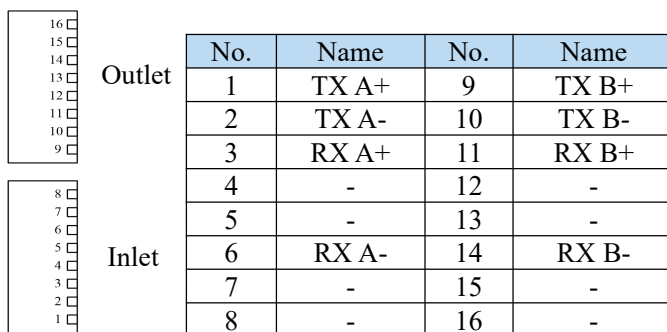 16
15
14
13
12
11
10
9
Outlet
8
7
6
5
4
3
2
1
Inlet
No. Name No. Name
1 TX A+ 9 TX B+
2 TX A- 10 TX B-
3 RX A+ 11 RX B+
4 - 12 -
5 - 13 -
6 RX A- 14 RX B-
7 - 15 -
8 - 16 -